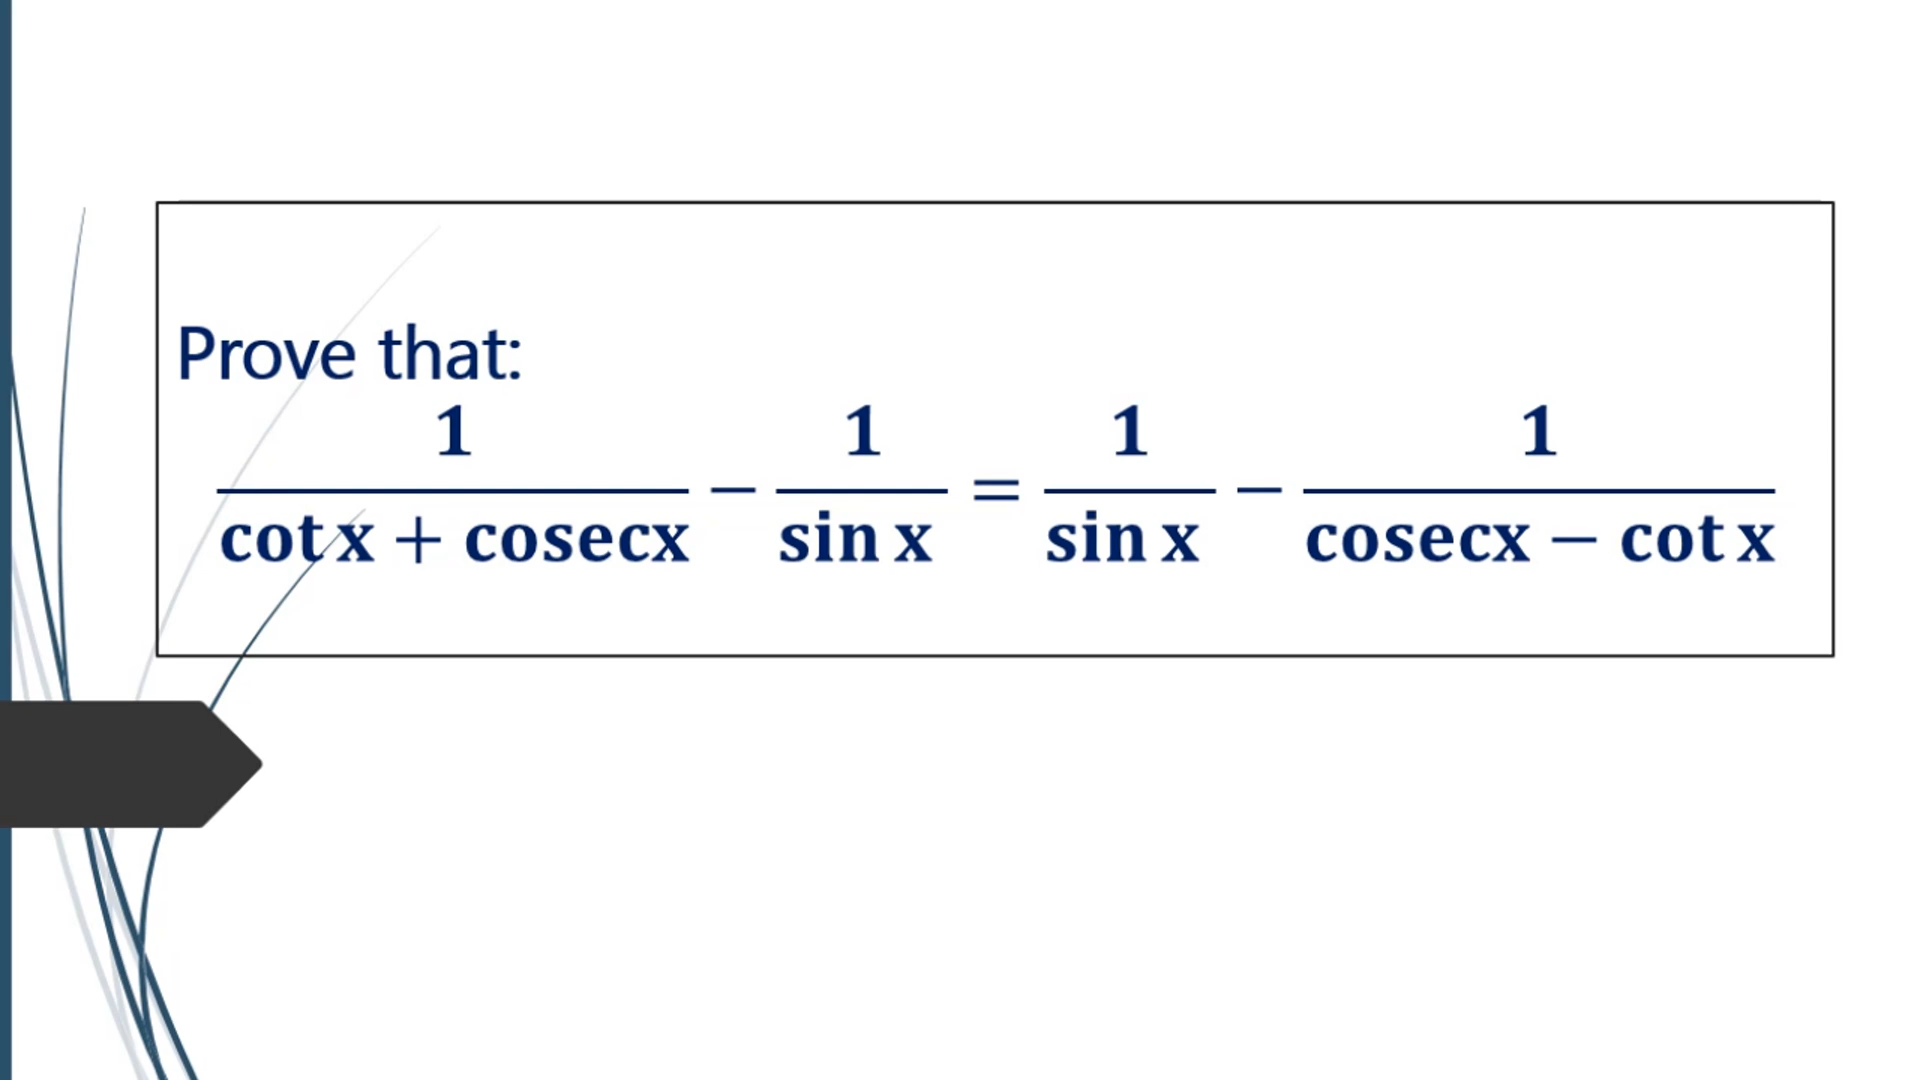 Prove that:
1/(cot x + cosecx) − 1/(sin x) = 1/(sin x) − 1/(cosecx − cot x)